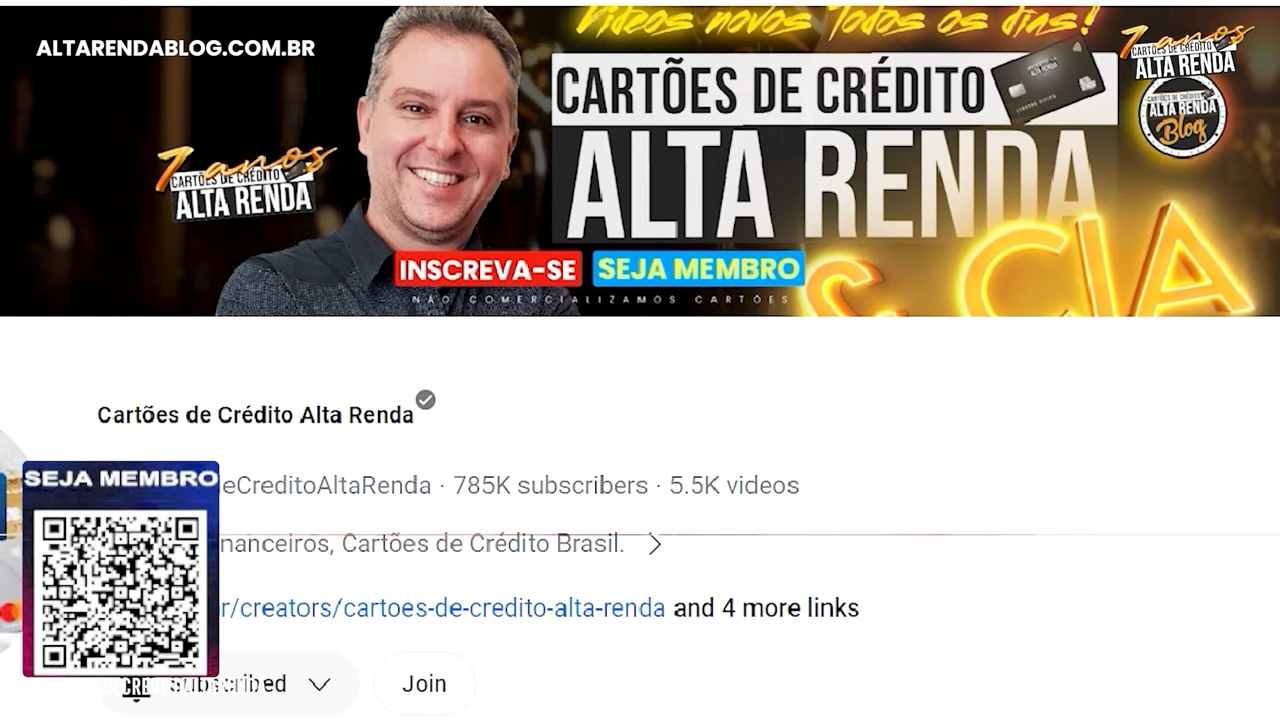 Videos novos Todos os dias!
ALTARENDABLOG.COM.BR
7 anos
CARTÕES DE CRÉDITO
ALTA RENDA
CARTÕES DE CRÉDITO
ALTA RENDA
& CIA
7 anos
CARTÕES DE CRÉDITO
ALTA RENDA
CARTÕES DE CRÉDITO
ALTA RENDA
Blog
INSCREVA-SE SEJA MEMBRO
NÃO COMERCIALIZAMOS CARTÕES
Cartões de Crédito Alta Renda
SEJA MEMBRO
eCreditoAltaRenda · 785K subscribers · 5.5K videos
nanceiros, Cartões de Crédito Brasil.
r/creators/cartoes-de-credito-alta-renda and 4 more links
Join